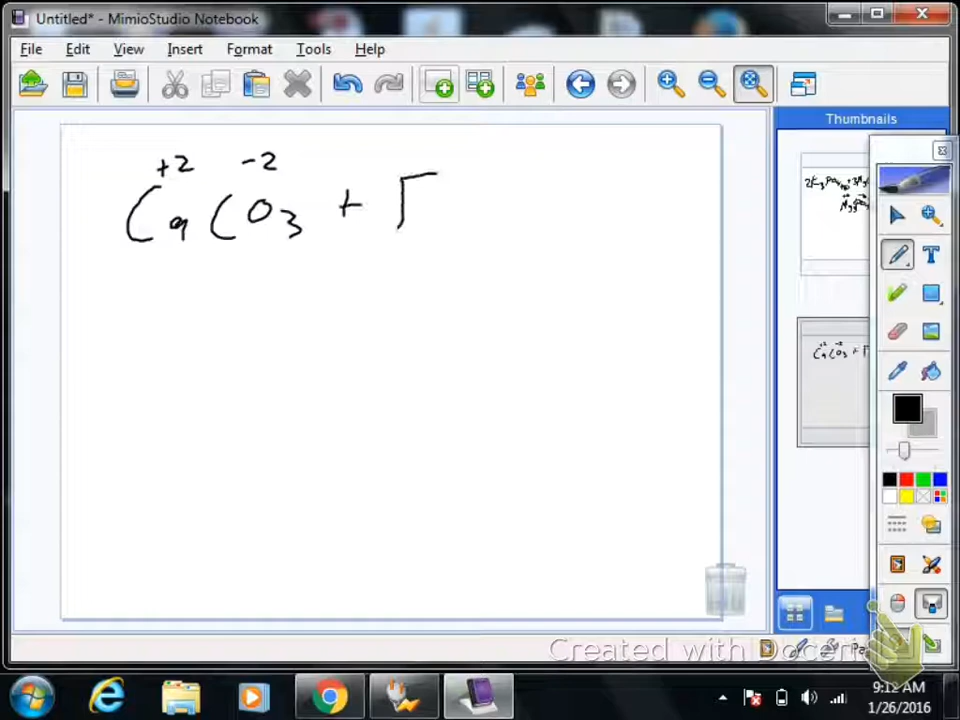 Untitled* - MimioStudio Notebook
File Edit View Insert Format Tools Help
Thumbnails
+2 -2
CaCO3 +
Created with Doceri
9:12 AM
1/26/2016